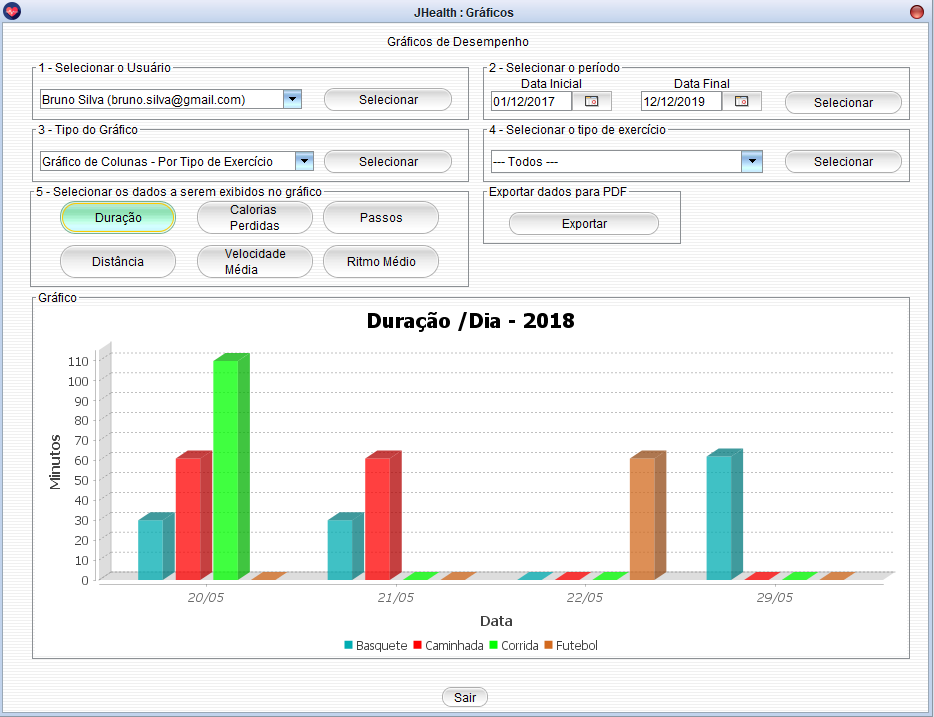 JHealth : Gráficos
Gráficos de Desempenho
1 - Selecionar o Usuário
Bruno Silva (bruno.silva@gmail.com)
Selecionar
2 - Selecionar o período
Data Inicial
Data Final
01/12/2017
12/12/2019
Selecionar
3 - Tipo do Gráfico
Gráfico de Colunas - Por Tipo de Exercício
Selecionar
4 - Selecionar o tipo de exercício
--- Todos ---
Selecionar
5 - Selecionar os dados a serem exibidos no gráfico
Duração
Calorias
Perdidas
Passos
Distância
Velocidade
Média
Ritmo Médio
Exportar dados para PDF
Exportar
Gráfico
Duração /Dia - 2018
Minutos
110
100
90
80
70
60
50
40
30
20
10
0
20/05
21/05
22/05
29/05
Data
Basquete
Caminhada
Corrida
Futebol
Sair